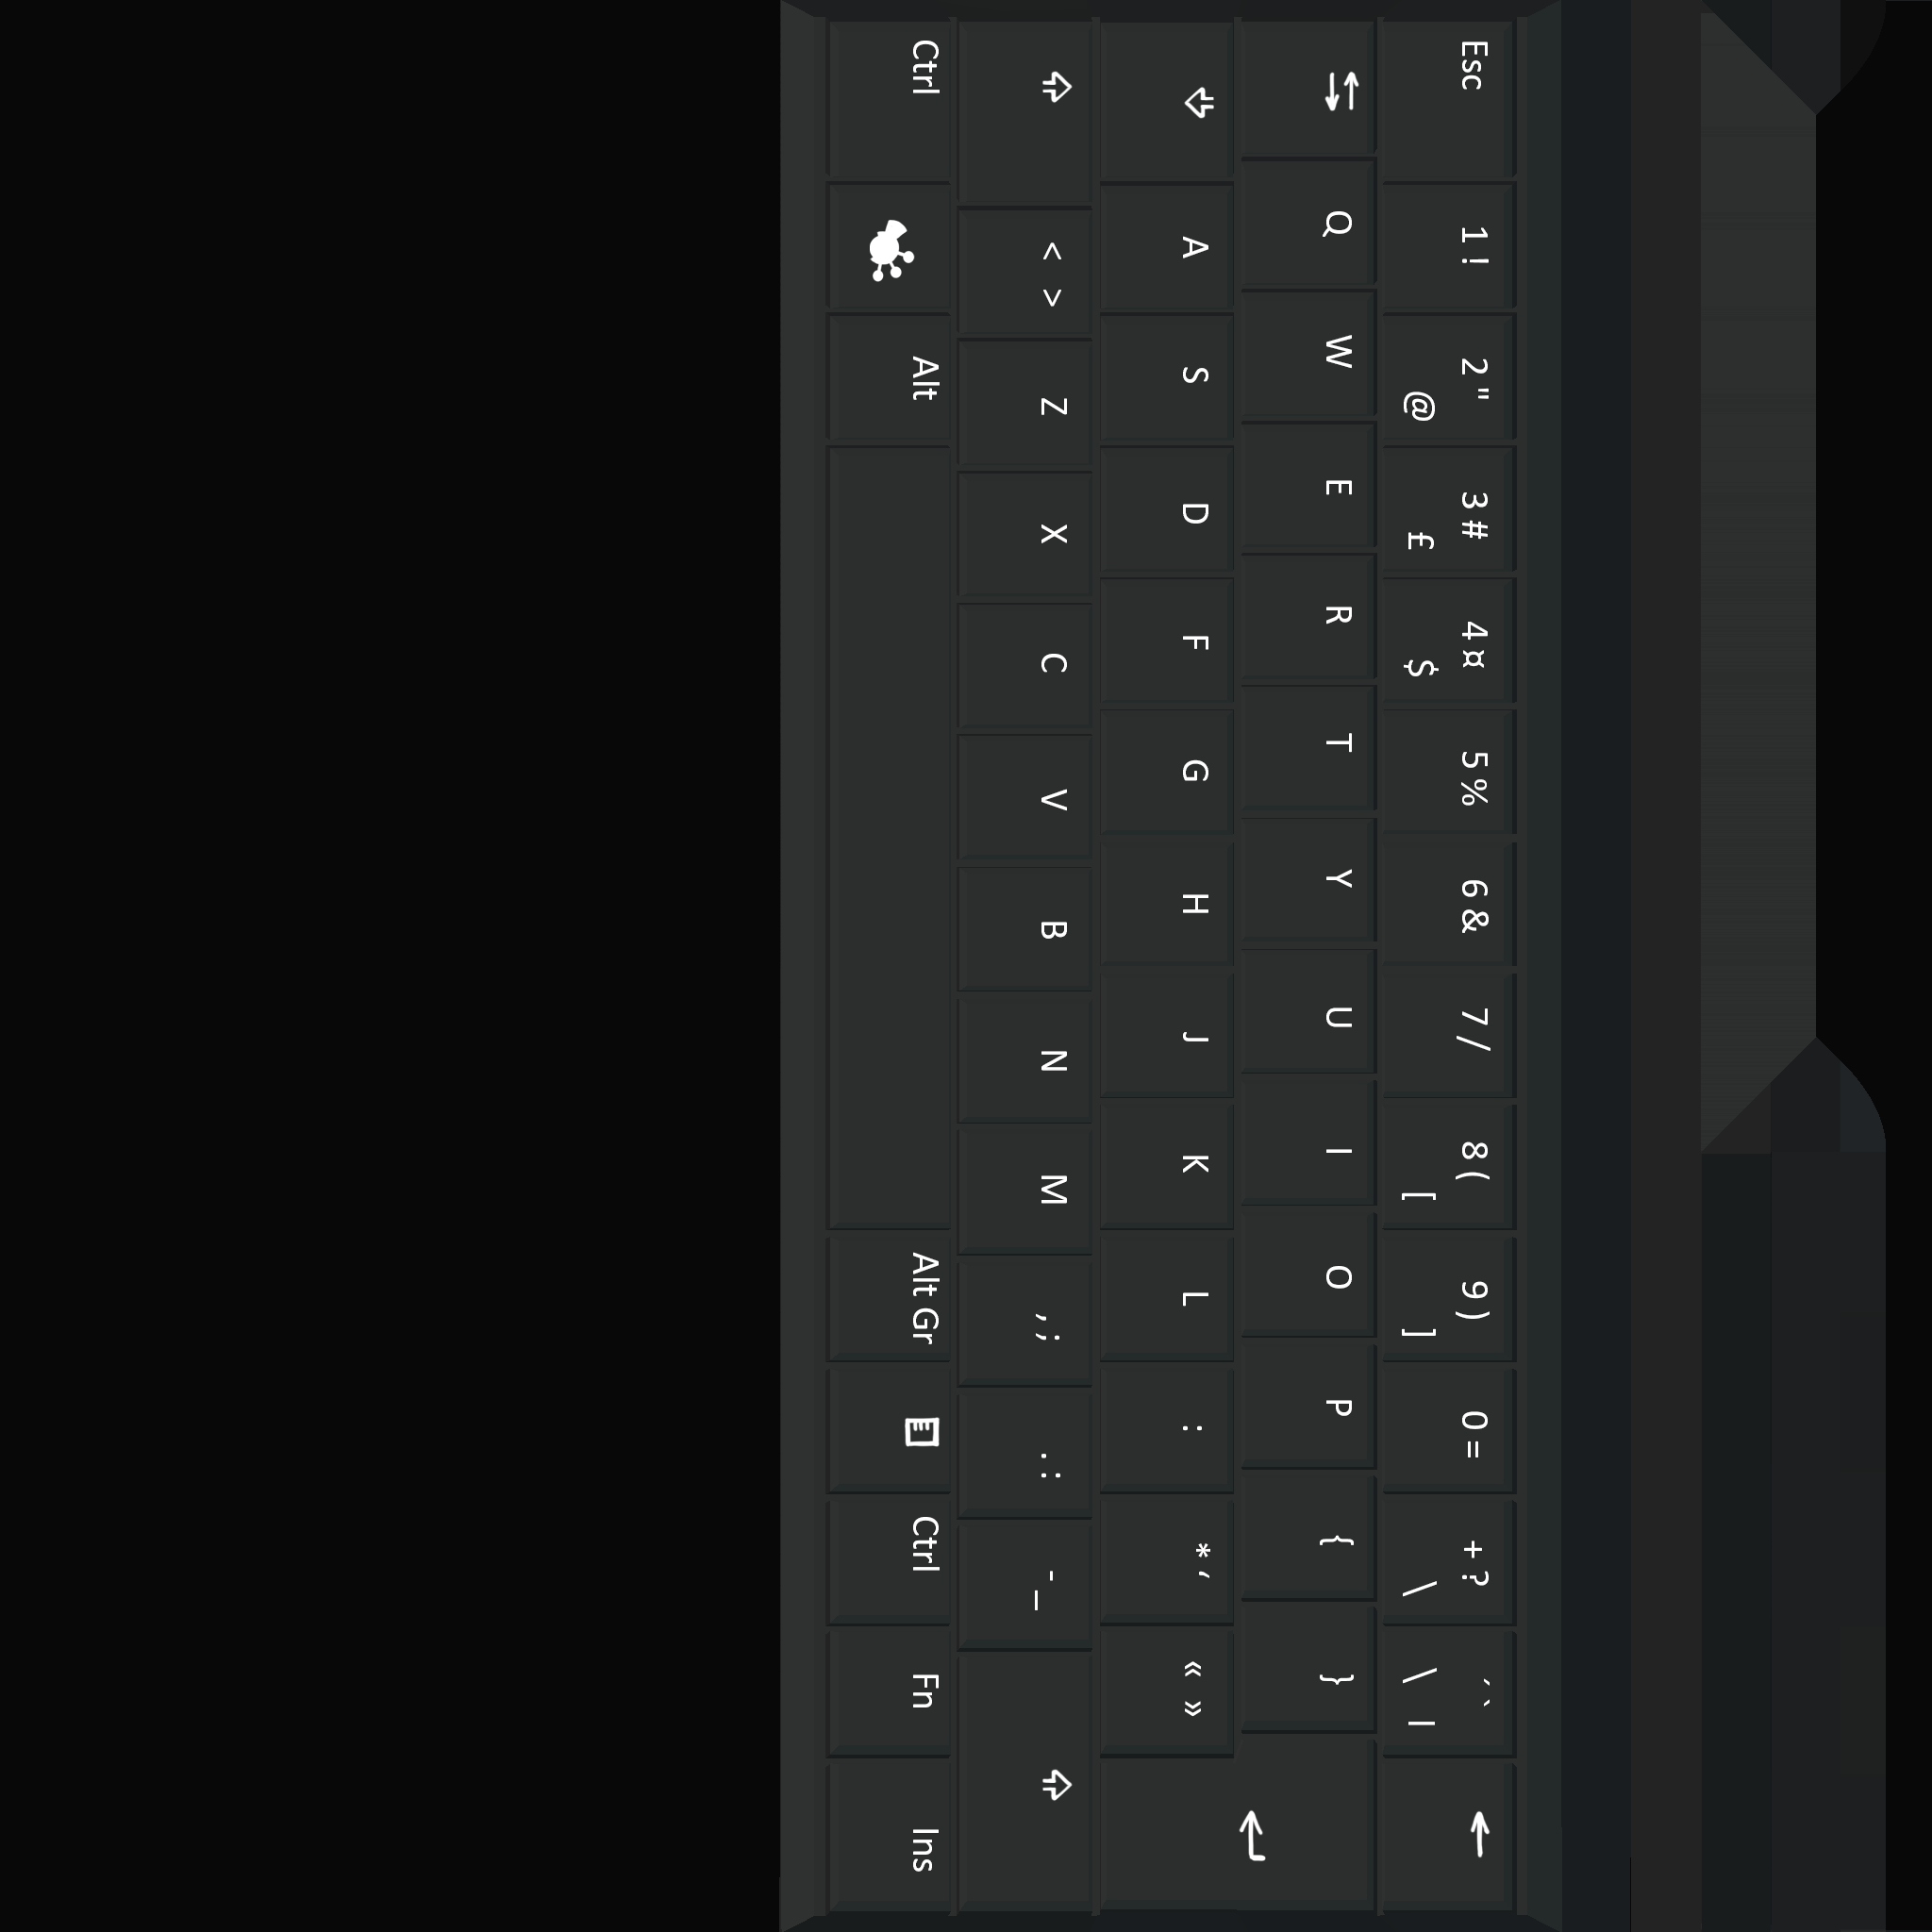 Esc 1! 2" @ 3# £ 4¤ $ 5% 6& 7/ 8( [ 9) ] 0= +? \ ´` \ |
Q W E R T Y U I O P { }
A S D F G H J K L : *' « »
< > Z X C V B N M ,; .: -_
Ctrl Alt Alt Gr Ctrl Fn Ins